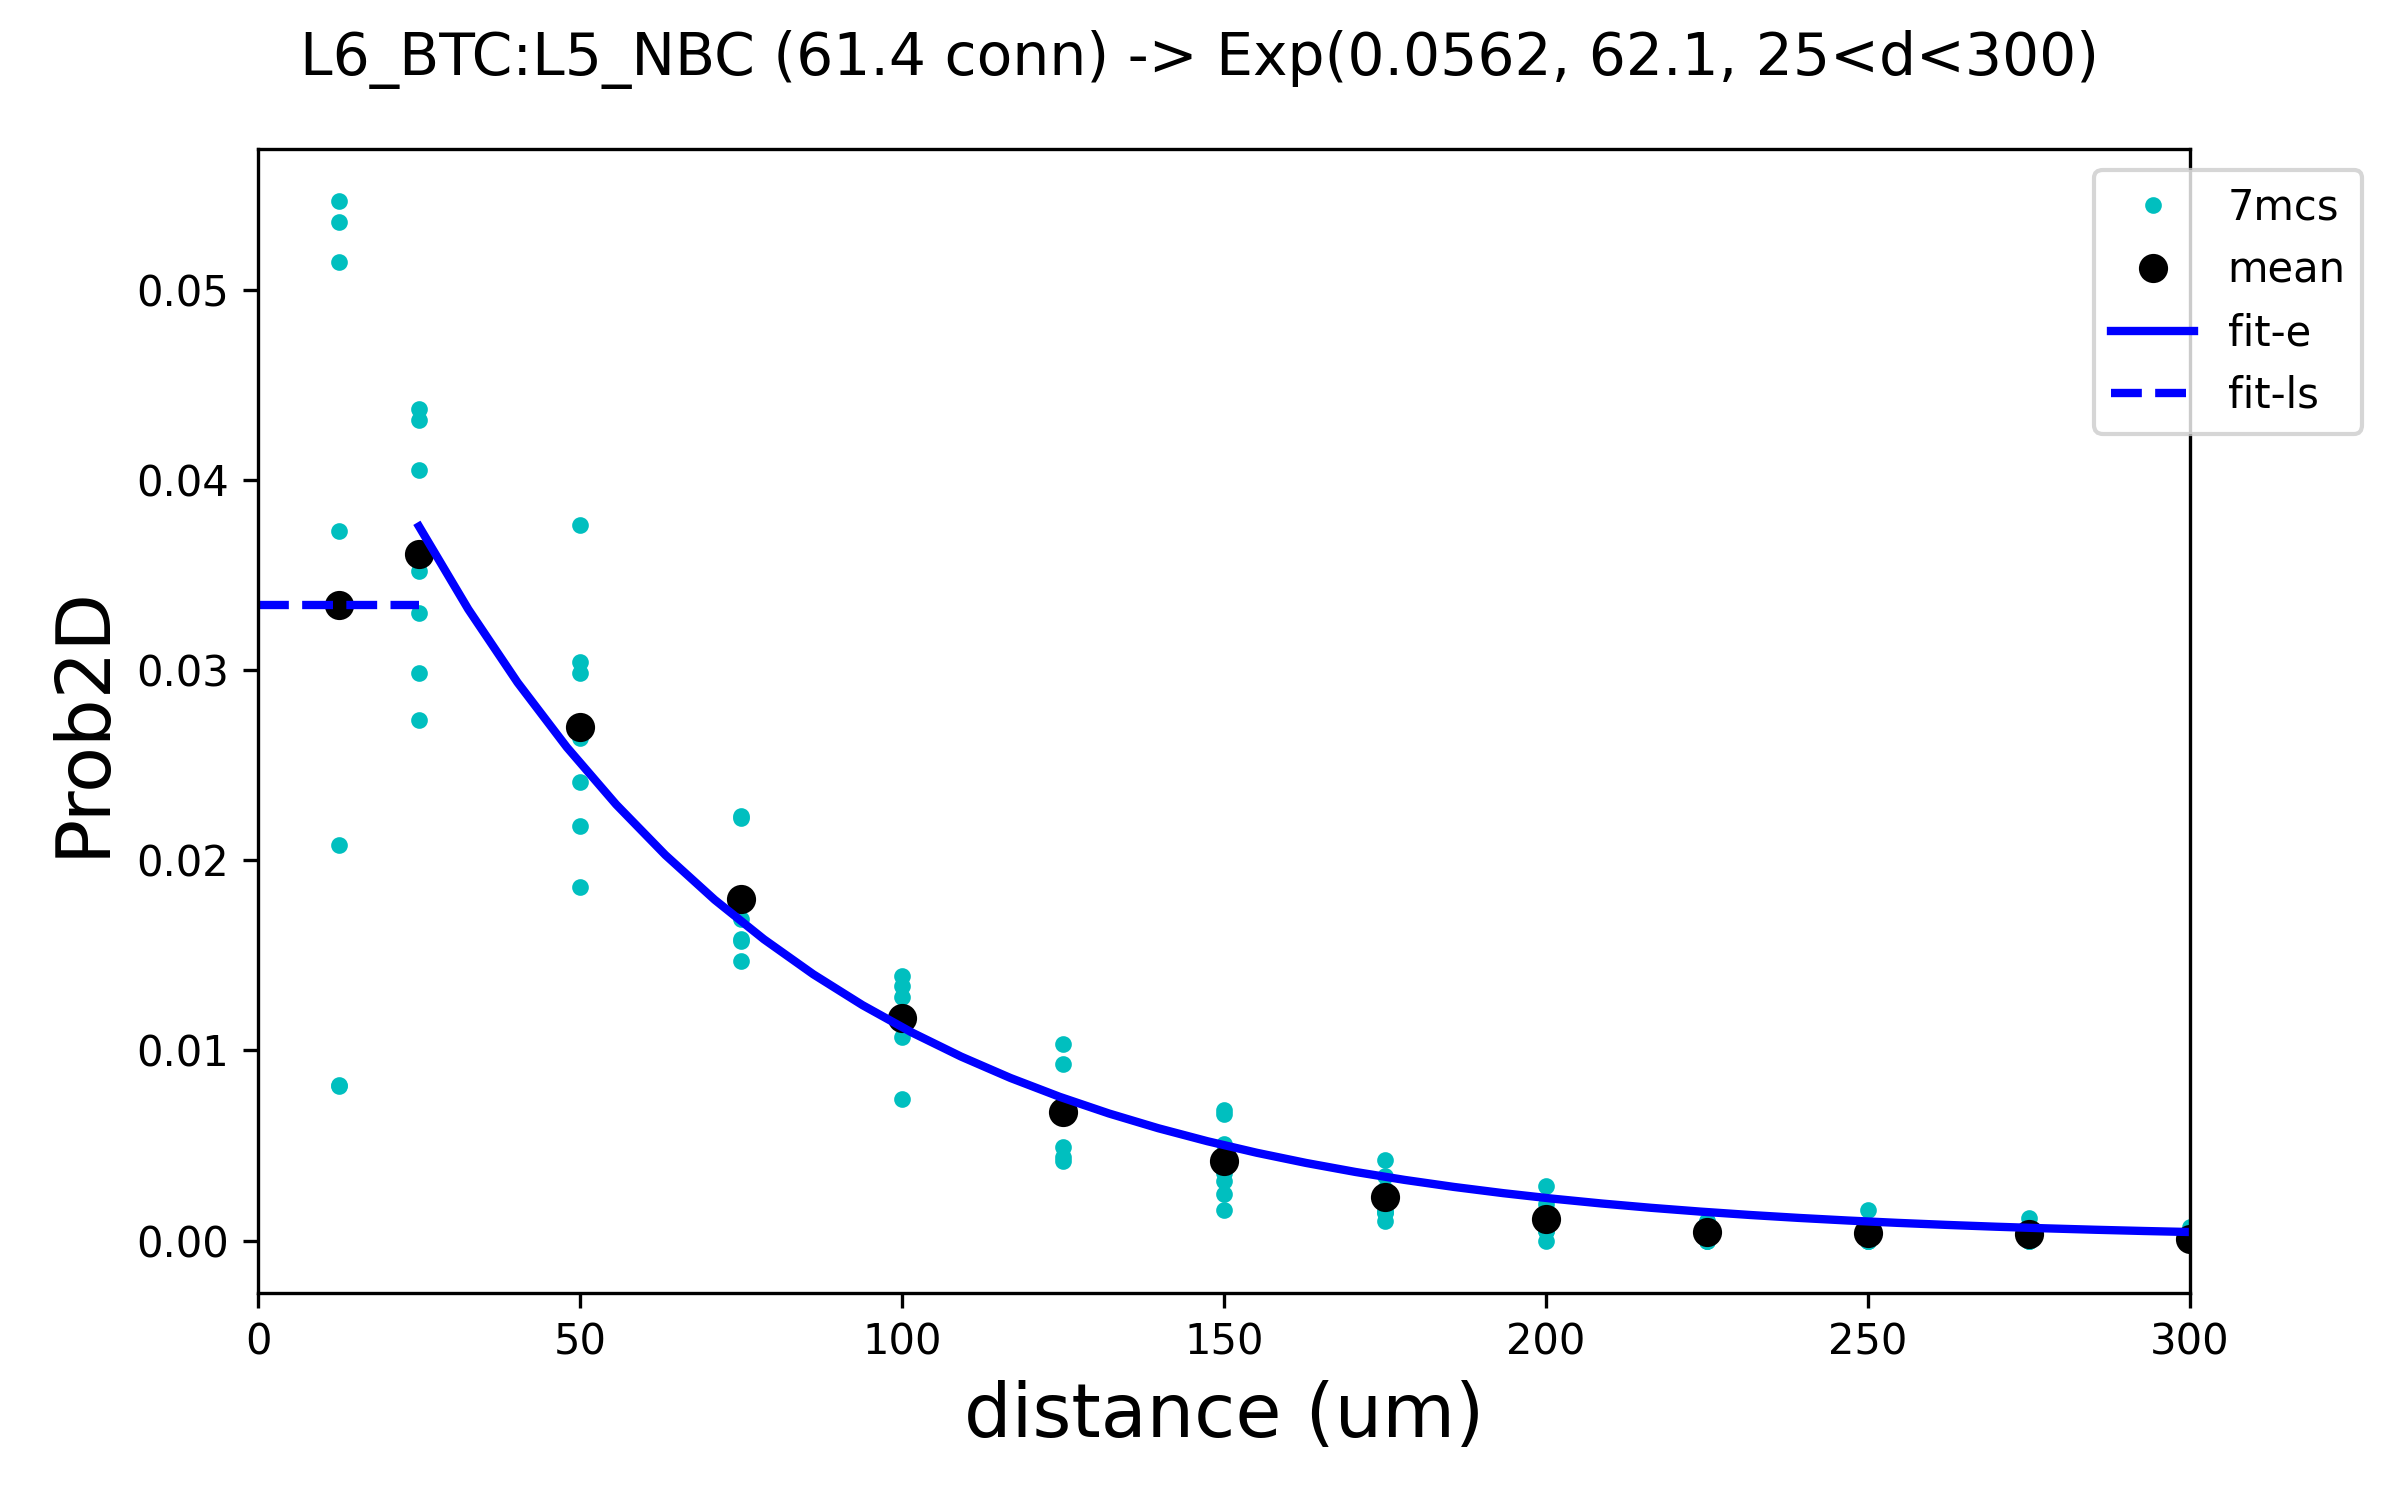 L6_BTC:L5_NBC (61.4 conn) -> Exp(0.0562, 62.1, 25<d<300)
7mcs
mean
fit-e
fit-ls
Prob2D
0.05
0.04
0.03
0.02
0.01
0.00
0 50 100 150 200 250 300
distance (um)